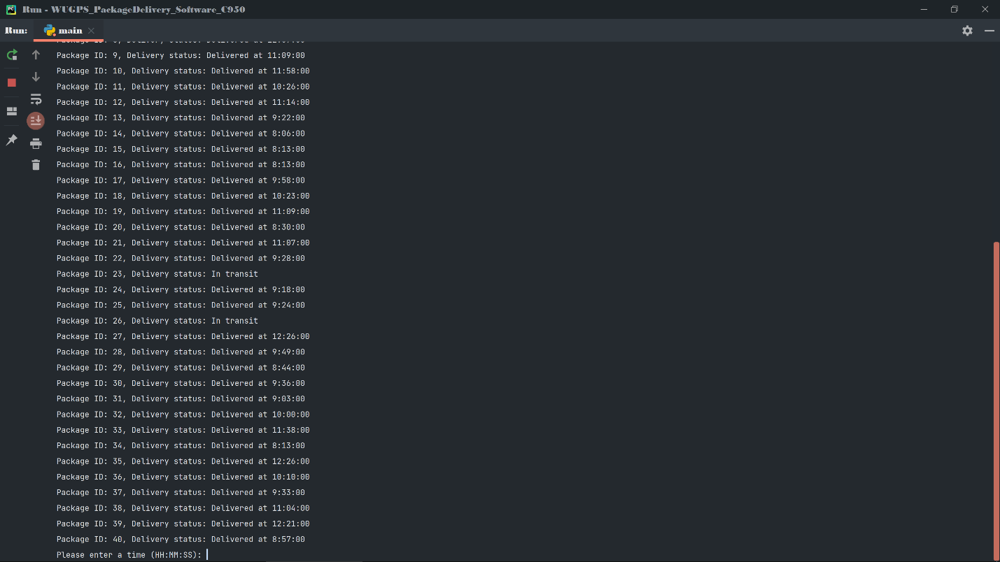 PC Run - WUGPS_PackageDelivery_Software_C950
Run: main
Package ID: 9, Delivery status: Delivered at 11:09:00
Package ID: 10, Delivery status: Delivered at 11:58:00
Package ID: 11, Delivery status: Delivered at 10:26:00
Package ID: 12, Delivery status: Delivered at 11:14:00
Package ID: 13, Delivery status: Delivered at 9:22:00
Package ID: 14, Delivery status: Delivered at 8:06:00
Package ID: 15, Delivery status: Delivered at 8:13:00
Package ID: 16, Delivery status: Delivered at 8:13:00
Package ID: 17, Delivery status: Delivered at 9:58:00
Package ID: 18, Delivery status: Delivered at 10:23:00
Package ID: 19, Delivery status: Delivered at 11:09:00
Package ID: 20, Delivery status: Delivered at 8:30:00
Package ID: 21, Delivery status: Delivered at 11:07:00
Package ID: 22, Delivery status: Delivered at 9:28:00
Package ID: 23, Delivery status: In transit
Package ID: 24, Delivery status: Delivered at 9:18:00
Package ID: 25, Delivery status: Delivered at 9:24:00
Package ID: 26, Delivery status: In transit
Package ID: 27, Delivery status: Delivered at 12:26:00
Package ID: 28, Delivery status: Delivered at 9:49:00
Package ID: 29, Delivery status: Delivered at 8:44:00
Package ID: 30, Delivery status: Delivered at 9:36:00
Package ID: 31, Delivery status: Delivered at 9:03:00
Package ID: 32, Delivery status: Delivered at 10:00:00
Package ID: 33, Delivery status: Delivered at 11:38:00
Package ID: 34, Delivery status: Delivered at 8:13:00
Package ID: 35, Delivery status: Delivered at 12:26:00
Package ID: 36, Delivery status: Delivered at 10:10:00
Package ID: 37, Delivery status: Delivered at 9:33:00
Package ID: 38, Delivery status: Delivered at 11:04:00
Package ID: 39, Delivery status: Delivered at 12:21:00
Package ID: 40, Delivery status: Delivered at 8:57:00
Please enter a time (HH:MM:SS):